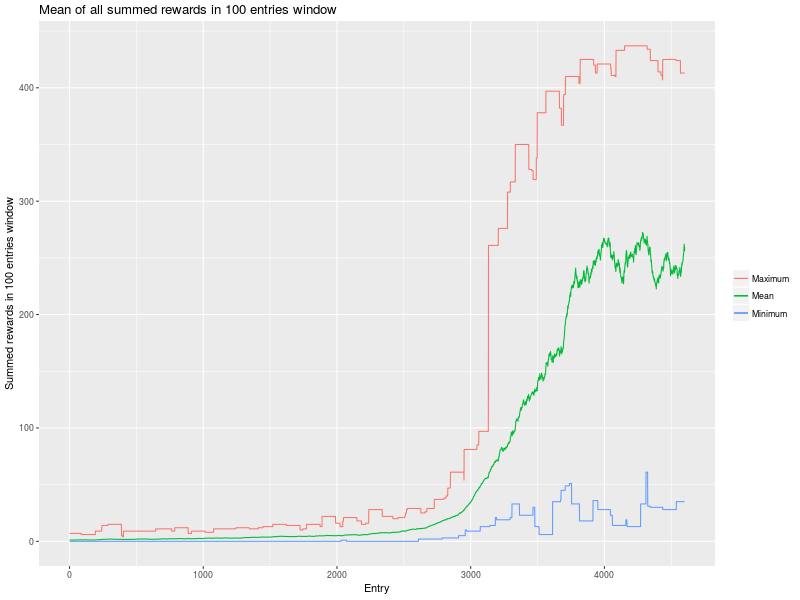 Mean of all summed rewards in 100 entries window
Summed rewards in 100 entries window
400
300
200
100
0
0 1000 2000 3000 4000
Entry
Maximum
Mean
Minimum